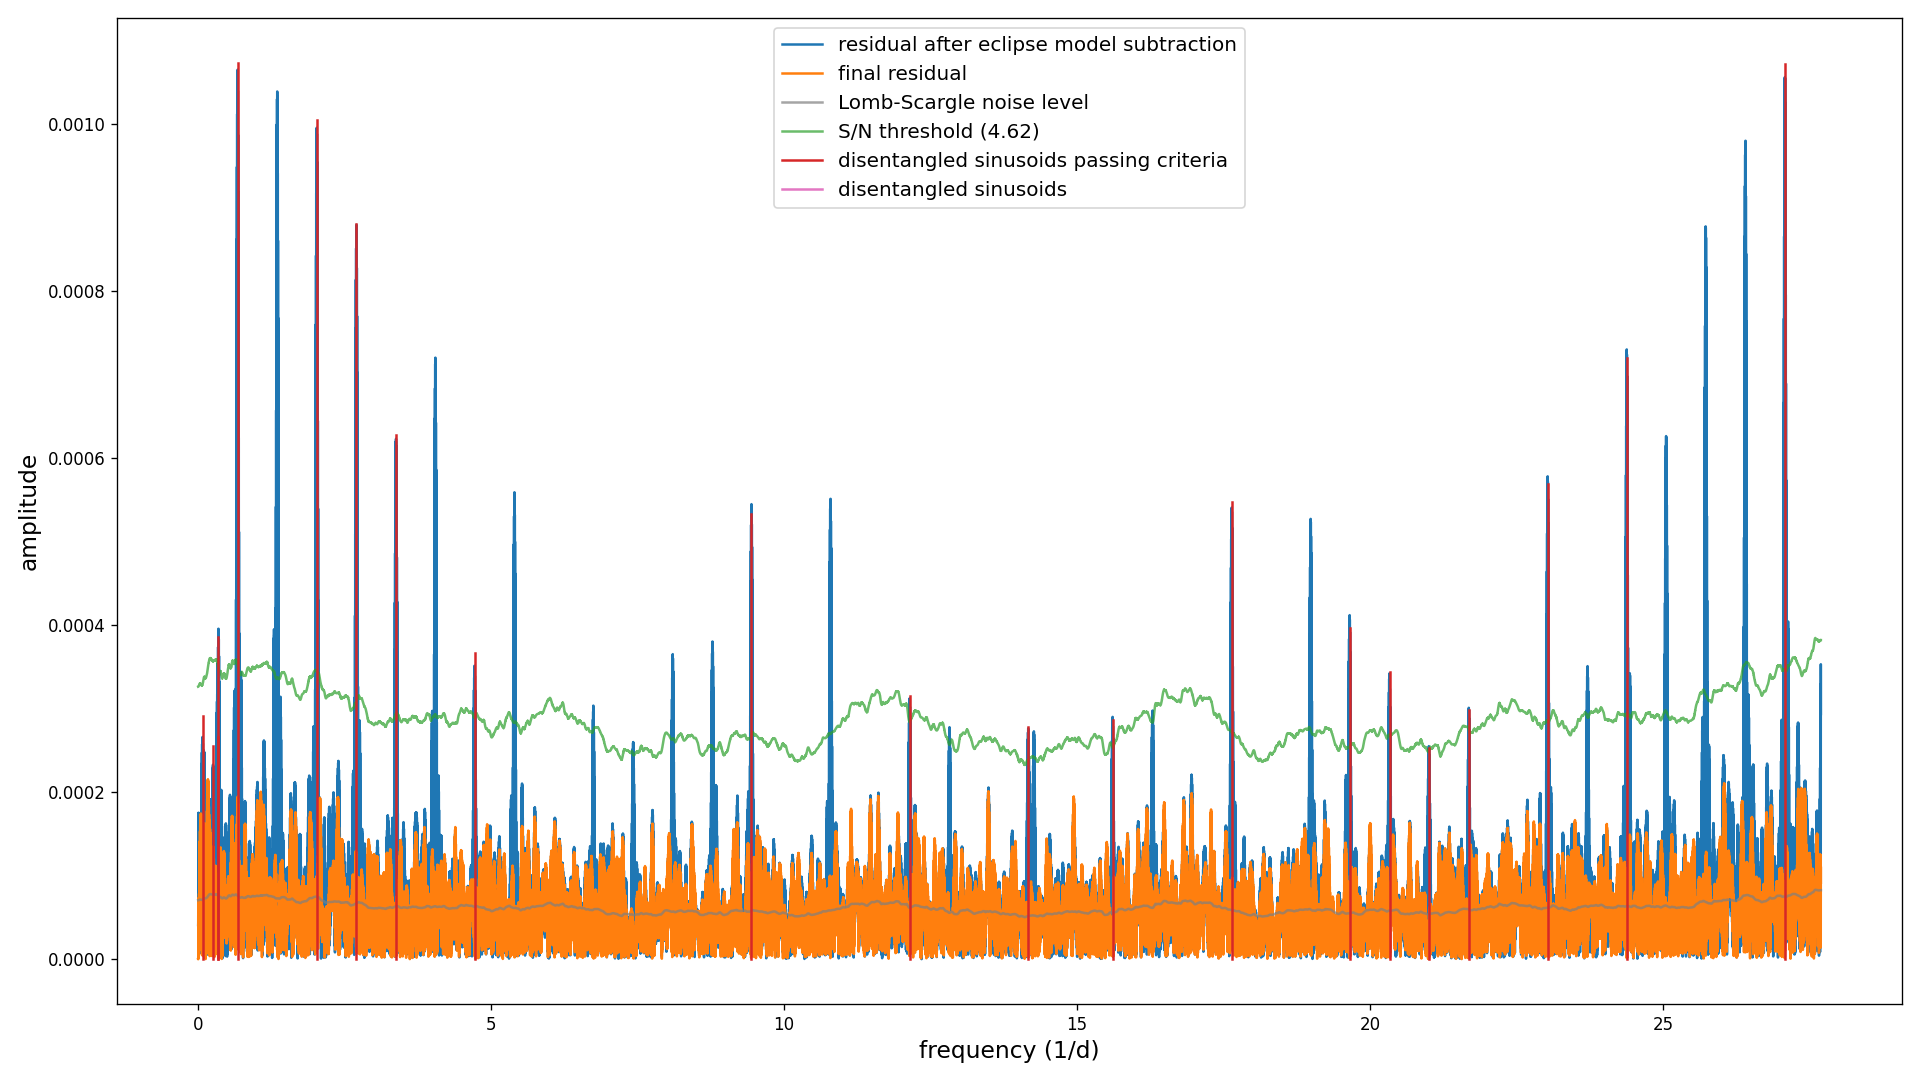 residual after eclipse model subtraction
final residual
Lomb-Scargle noise level
S/N threshold (4.62)
disentangled sinusoids passing criteria
disentangled sinusoids
0.0010
0.0008
0.0006
0.0004
0.0002
0.0000
amplitude
0 5 10 15 20 25
frequency (1/d)